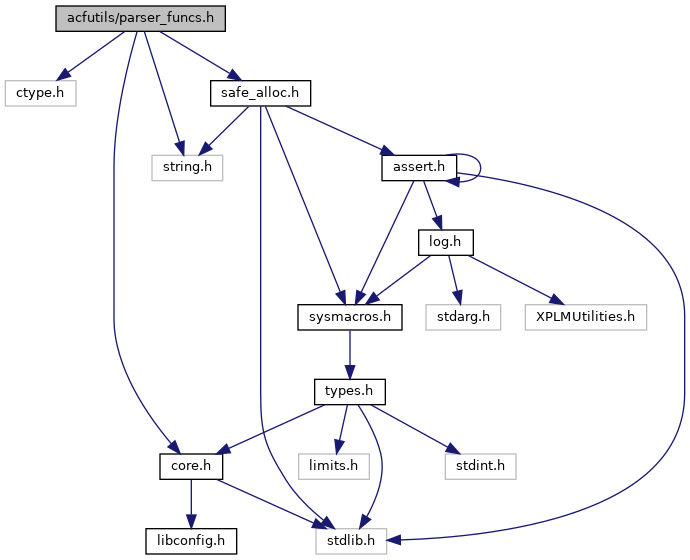 acfutils/parser_funcs.h
ctype.h
safe_alloc.h
string.h
assert.h
log.h
sysmacros.h
stdarg.h
XPLMUtilities.h
types.h
core.h
limits.h
stdint.h
libconfig.h
stdlib.h